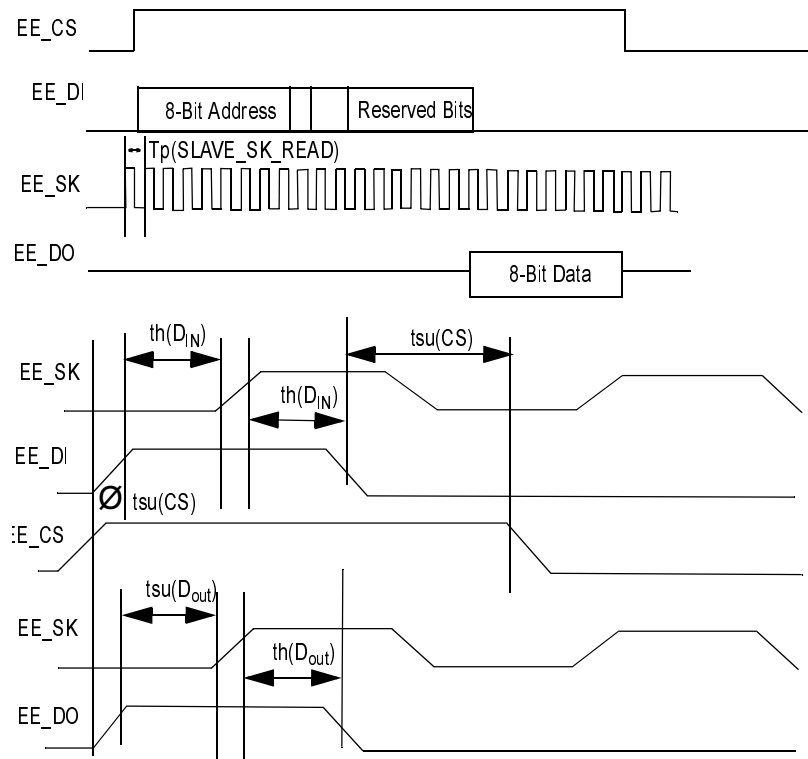 EE_CS
EE_DI
8-Bit Address
Reserved Bits
Tp(SLAVE_SK_READ)
EE_SK
EE_DO
8-Bit Data
th(DIN)
tsu(CS)
EE_SK
th(DIN)
EE_DI
Ø tsu(CS)
EE_CS
tsu(Dout)
EE_SK
th(Dout)
EE_DO